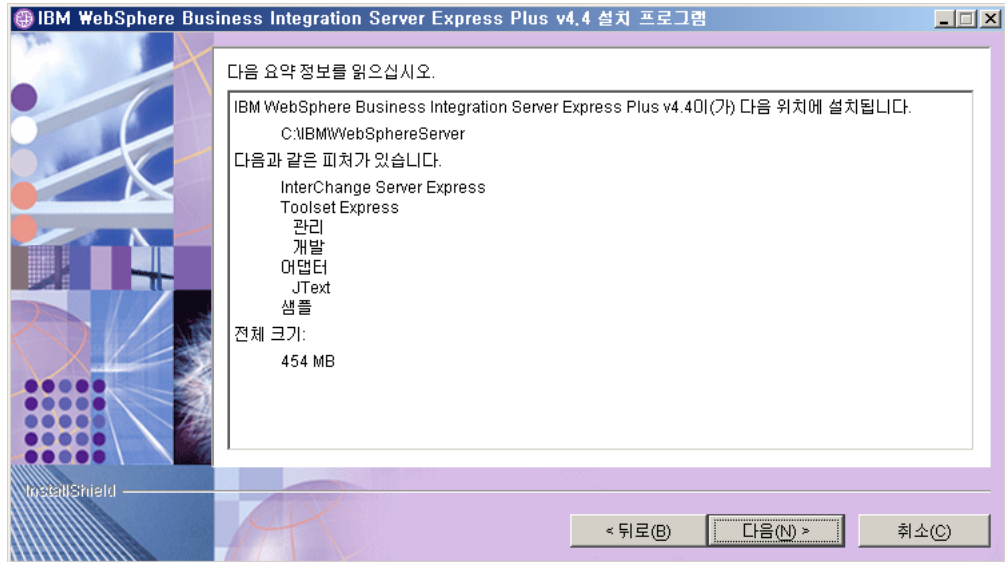 IBM WebSphere Business Integration Server Express Plus v4.4 설치 프로그램
다음 요약 정보를 읽으십시오.
IBM WebSphere Business Integration Server Express Plus v4.4이(가) 다음 위치에 설치됩니다.
C:\IBM\WebSphereServer
다음과 같은 피처가 있습니다.
InterChange Server Express
Toolset Express
관리
개발
어댑터
JText
샘플
전체 크기:
454 MB
InstallShield
< 뒤로(B)
다음(N) >
취소(C)